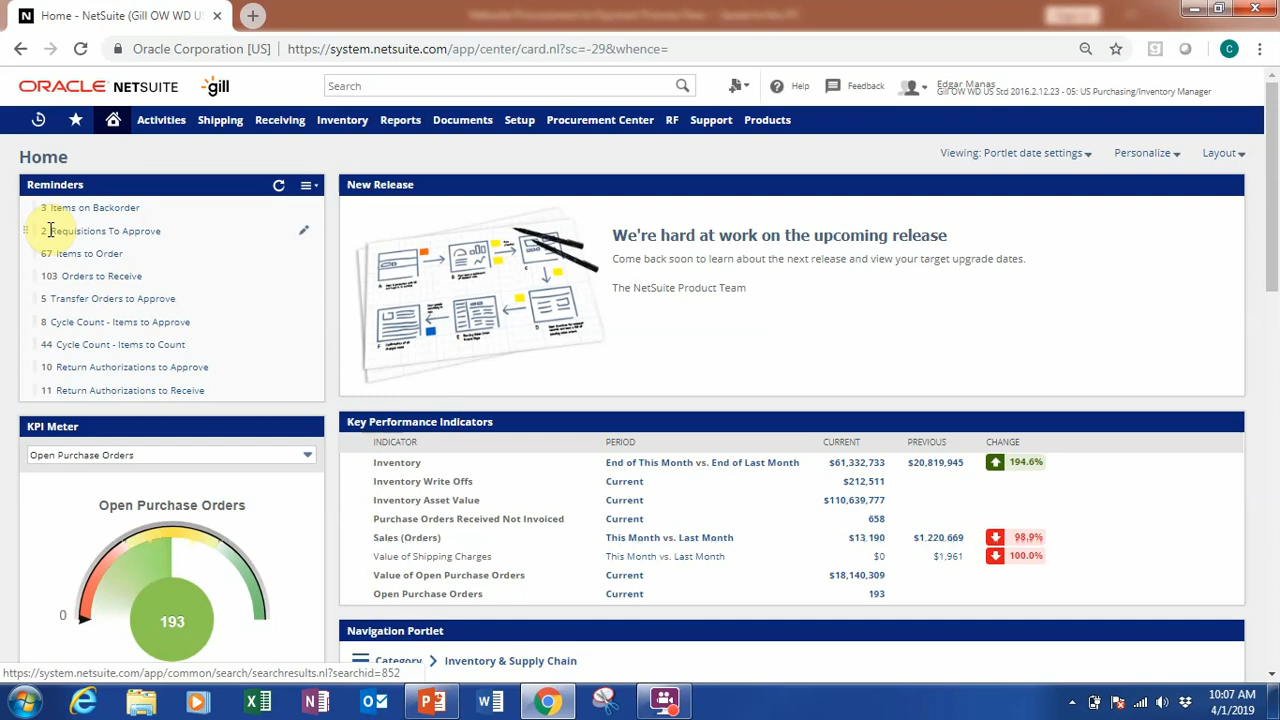 Home - NetSuite (Gill OW WD U
Oracle Corporation [US] https://system.netsuite.com/app/center/card.nl?sc=-29&whence=
C
ORACLE NETSUITE gill
Search
Help
Feedback
Edgar Manas
Gill OW WD US Std 2016.2.12.23 - 05: US Purchasing/Inventory Manager
Activities Shipping Receiving Inventory Reports Documents Setup Procurement Center RF Support Products
Home
Viewing: Portlet date settings Personalize Layout
Reminders
3 Items on Backorder
2 Requisitions To Approve
67 Items to Order
103 Orders to Receive
5 Transfer Orders to Approve
8 Cycle Count - Items to Approve
44 Cycle Count - Items to Count
10 Return Authorizations to Approve
11 Return Authorizations to Receive
New Release
We're hard at work on the upcoming release
Come back soon to learn about the next release and view your target upgrade dates.
The NetSuite Product Team
KPI Meter
Open Purchase Orders
Open Purchase Orders
0
193
Key Performance Indicators
INDICATOR PERIOD CURRENT PREVIOUS CHANGE
Inventory End of This Month vs. End of Last Month $61,332,733 $20,819,945 194.6%
Inventory Write Offs Current $212,511
Inventory Asset Value Current $110,639,777
Purchase Orders Received Not Invoiced Current 658
Sales (Orders) This Month vs. Last Month $13,190 $1,220,669 98.9%
Value of Shipping Charges This Month vs. Last Month $0 $1,961 100.0%
Value of Open Purchase Orders Current $18,140,309
Open Purchase Orders Current 193
Navigation Portlet
Category Inventory & Supply Chain
https://system.netsuite.com/app/common/search/searchresults.nl?searchid=852
10:07 AM
4/1/2019